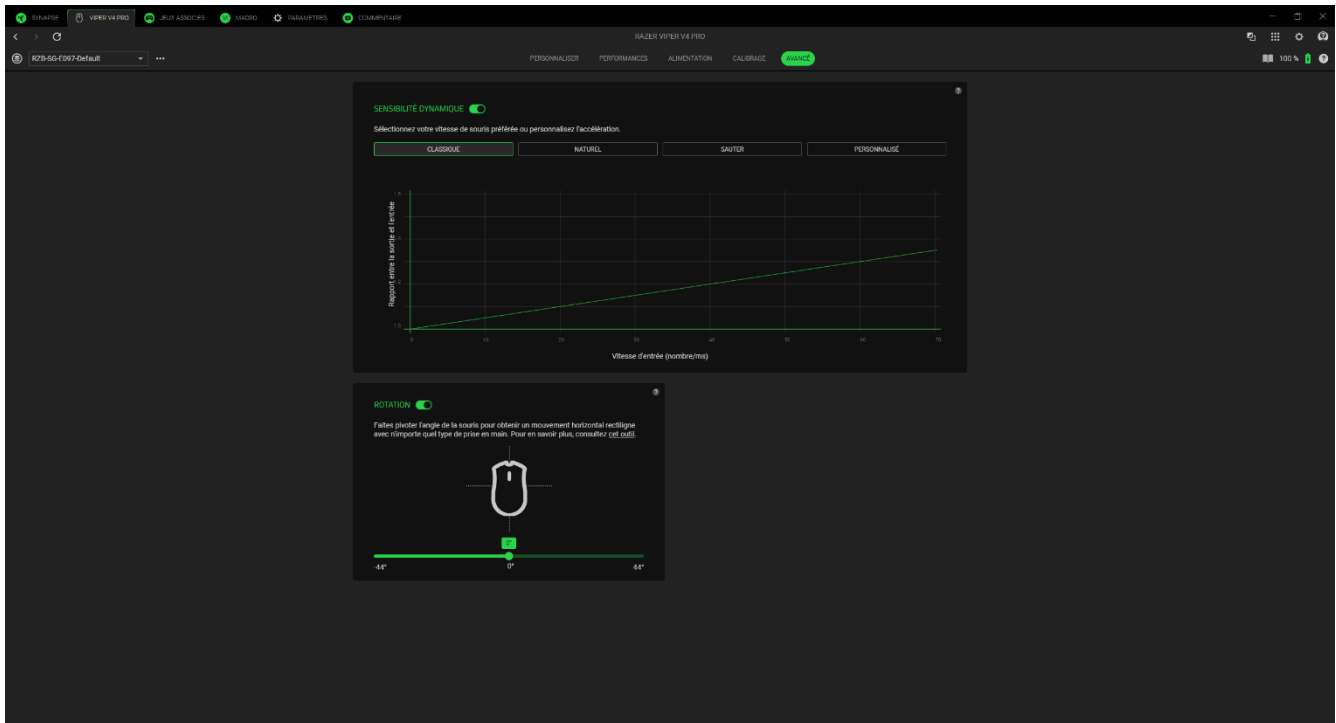 SYNAPSE VIPER V4 PRO JEUX ASSOCIÉS MACRO PARAMÈTRES COMMENTAIRE
RAZER VIPER V4 PRO
RZB-SG-E097-Default PERSONNALISER PERFORMANCES ALIMENTATION CALIBRAGE AVANCÉ 100 %
SENSIBILITÉ DYNAMIQUE
Sélectionnez votre vitesse de souris préférée ou personnalisez l'accélération.
CLASSIQUE NATUREL SAUTER PERSONNALISÉ
Rapport entre la sortie et l'entrée
1.0
0 10 20 30 40 50 60 70
Vitesse d'entrée (nombre/ms)
ROTATION
Faites pivoter l'angle de la souris pour obtenir un mouvement horizontal rectiligne
avec n'importe quel type de prise en main. Pour en savoir plus, consultez cet outil.
0°
-44° 0° 44°